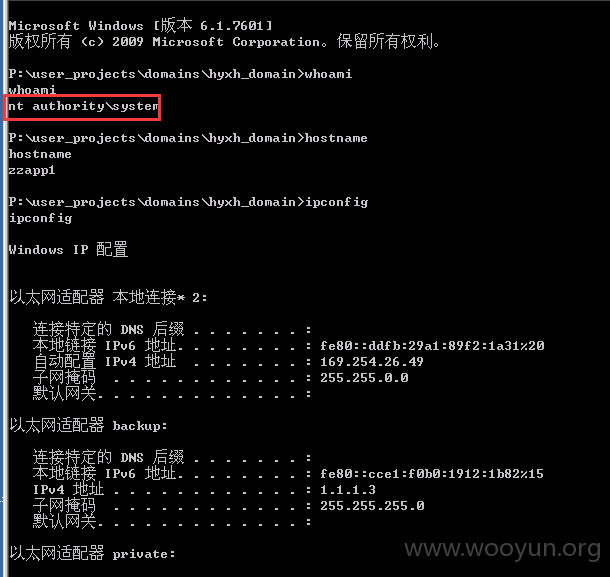 Microsoft Windows [版本 6.1.7601]
版权所有 (c) 2009 Microsoft Corporation。保留所有权利。
P:\user_projects\domains\hyxh_domain>whoami
whoami
nt authority\system
P:\user_projects\domains\hyxh_domain>hostname
hostname
zzapp1
P:\user_projects\domains\hyxh_domain>ipconfig
ipconfig
Windows IP 配置
以太网适配器 本地连接* 2:
连接特定的 DNS 后缀 . . . . . . . :
本地链接 IPv6 地址. . . . . . . . : fe80::ddfb:29a1:89f2:1a31%20
自动配置 IPv4 地址 . . . . . . . : 169.254.26.49
子网掩码 . . . . . . . . . . . . : 255.255.0.0
默认网关. . . . . . . . . . . . . :
以太网适配器 backup:
连接特定的 DNS 后缀 . . . . . . . :
本地链接 IPv6 地址. . . . . . . . : fe80::cce1:f0b0:1912:1b82%15
IPv4 地址 . . . . . . . . . . . . : 1.1.1.3
子网掩码 . . . . . . . . . . . . : 255.255.255.0
默认网关. . . . . . . . . . . . . :
以太网适配器 private:
www.wooyun.org